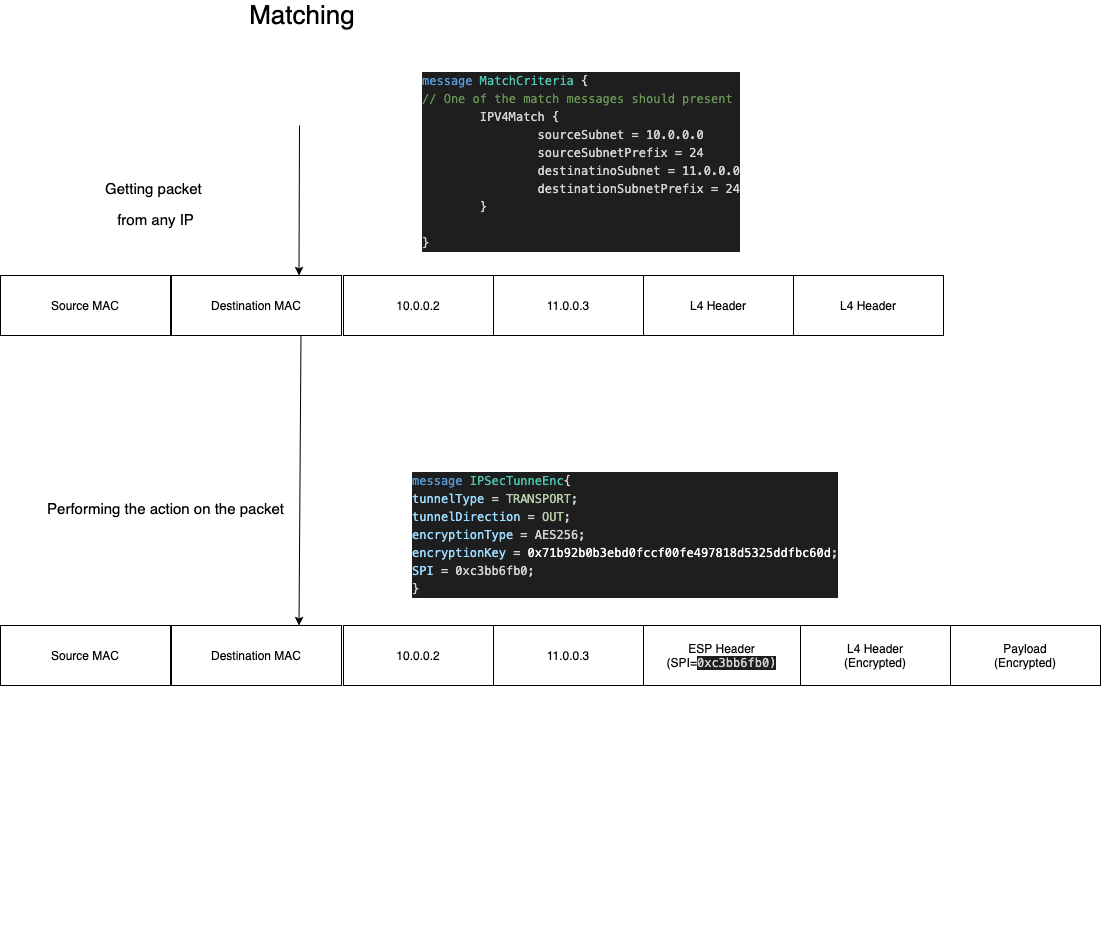 Matching
message MatchCriteria {
// One of the match messages should present
IPV4Match {
sourceSubnet = 10.0.0.0
sourceSubnetPrefix = 24
destinatinoSubnet = 11.0.0.0
destinationSubnetPrefix = 24
}
}
Getting packet
from any IP
Source MAC
Destination MAC
10.0.0.2
11.0.0.3
L4 Header
L4 Header
message IPSecTunneEnc{
tunnelType = TRANSPORT;
tunnelDirection = OUT;
encryptionType = AES256;
encryptionKey = 0x71b92b0b3ebd0fccf00fe497818d5325ddfbc60d;
SPI = 0xc3bb6fb0;
}
Performing the action on the packet
Source MAC
Destination MAC
10.0.0.2
11.0.0.3
ESP Header
(SPI=0xc3bb6fb0)
L4 Header
(Encrypted)
Payload
(Encrypted)